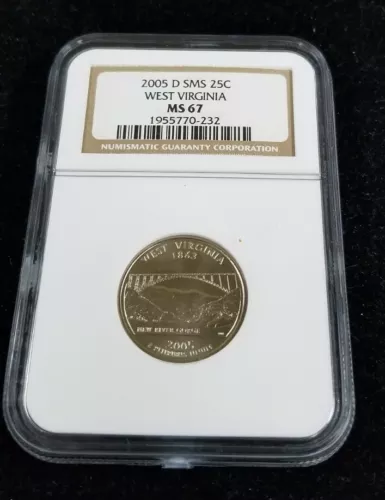 2005 D SMS 25C
WEST VIRGINIA
MS 67
1955770-232
NUMISMATIC GUARANTY CORPORATION
WEST VIRGINIA
1863
NEW RIVER GORGE
2005
E PLURIBUS UNUM